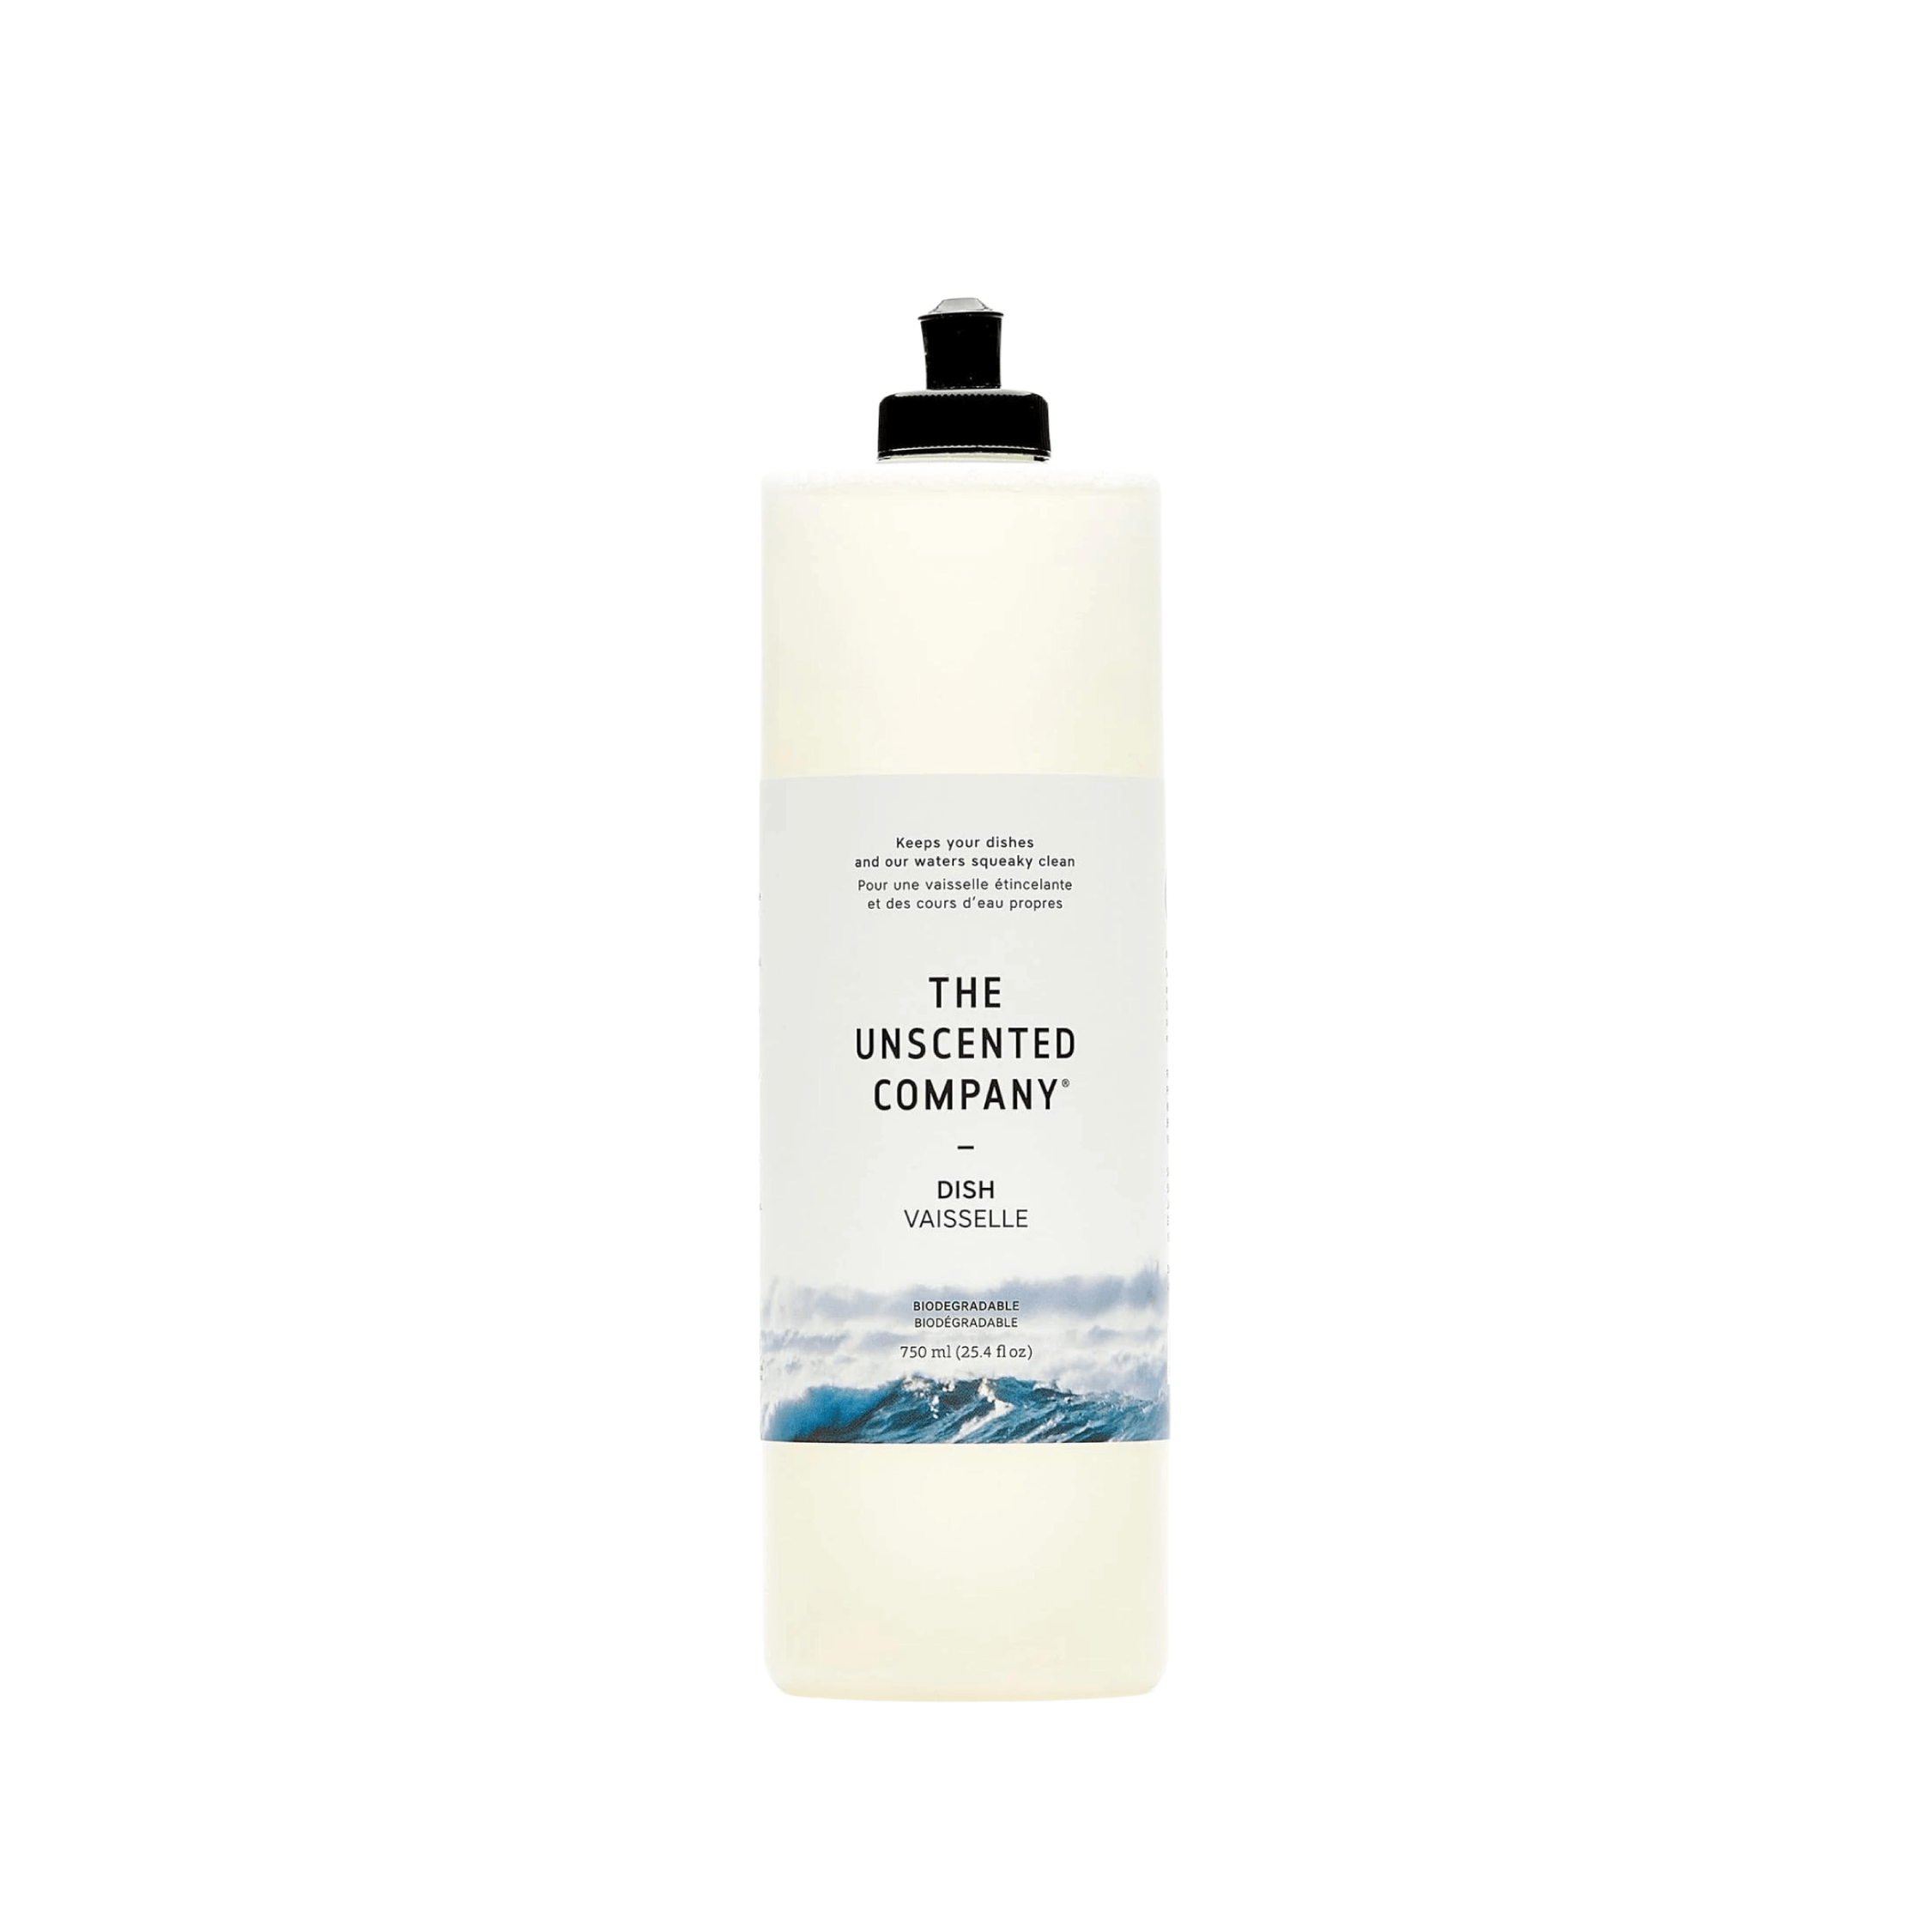 Keeps your dishes
and our waters squeaky clean
Pour une vaisselle étincelante
et des cours d'eau propres
THE
UNSCENTED
COMPANY®
–
DISH
VAISSELLE
BIODEGRADABLE
BIODÉGRADABLE
750 ml (25.4 fl oz)